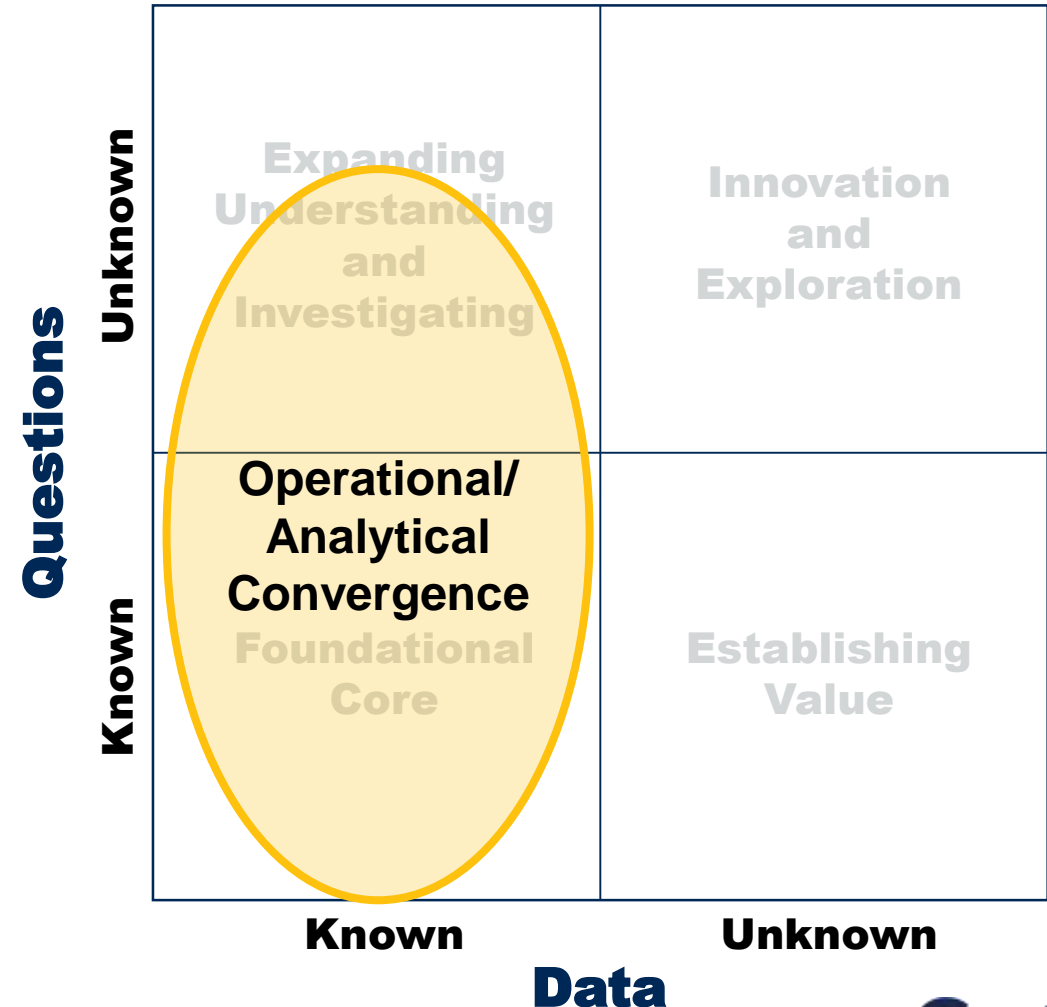 Questions
Unknown
Known
Expanding
Understanding
and
Investigating
Innovation
and
Exploration
Operational/
Analytical
Convergence
Foundational
Core
Establishing
Value
Known
Unknown
Data